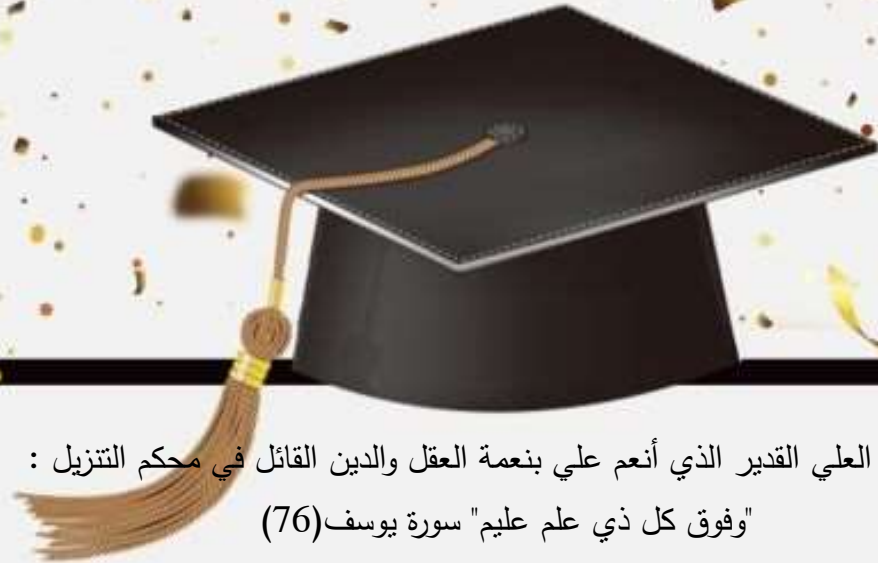 العلي القدير الذي أنعم علي بنعمة العقل والدين القائل في محكم التنزيل :
"وفوق كل ذي علم عليم" سورة يوسف(76)